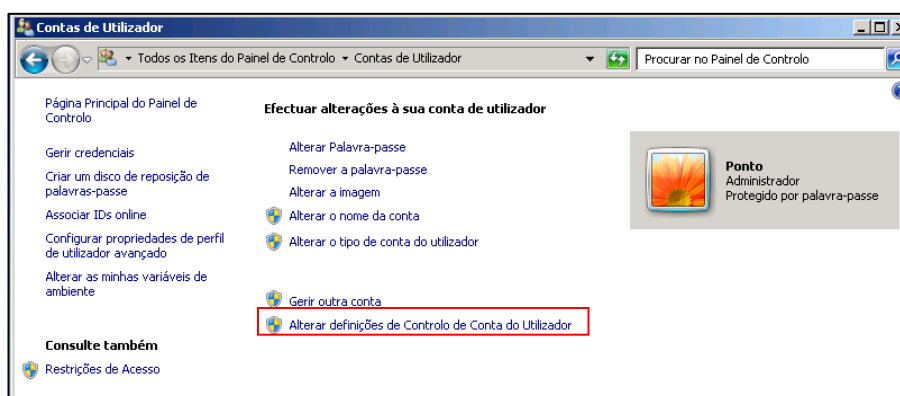 Contas de Utilizador
Todos os Itens do Painel de Controlo Contas de Utilizador
Procurar no Painel de Controlo
Página Principal do Painel de
Controlo
Gerir credenciais
Criar um disco de reposição de
palavras-passe
Associar IDs online
Configurar propriedades de perfil
de utilizador avançado
Alterar as minhas variáveis de
ambiente
Consulte também
Restrições de Acesso
Efectuar alterações à sua conta de utilizador
Alterar Palavra-passe
Remover a palavra-passe
Alterar a imagem
Alterar o nome da conta
Alterar o tipo de conta do utilizador
Gerir outra conta
Alterar definições de Controlo de Conta do Utilizador
Ponto
Administrador
Protegido por palavra-passe